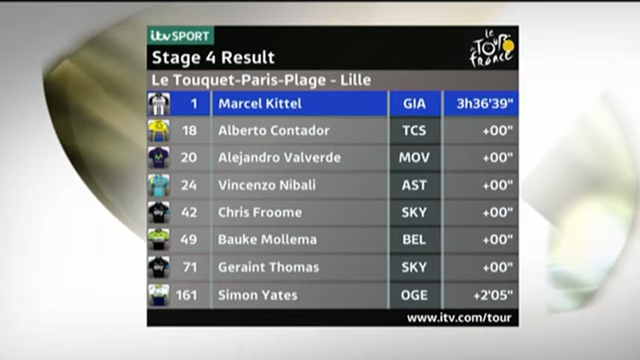 itv SPORT
Stage 4 Result
le TOUR DE FRANCE
Le Touquet-Paris-Plage - Lille
1 Marcel Kittel GIA 3h36'39"
18 Alberto Contador TCS +00"
20 Alejandro Valverde MOV +00"
24 Vincenzo Nibali AST +00"
42 Chris Froome SKY +00"
49 Bauke Mollema BEL +00"
71 Geraint Thomas SKY +00"
161 Simon Yates OGE +2'05"
www.itv.com/tour